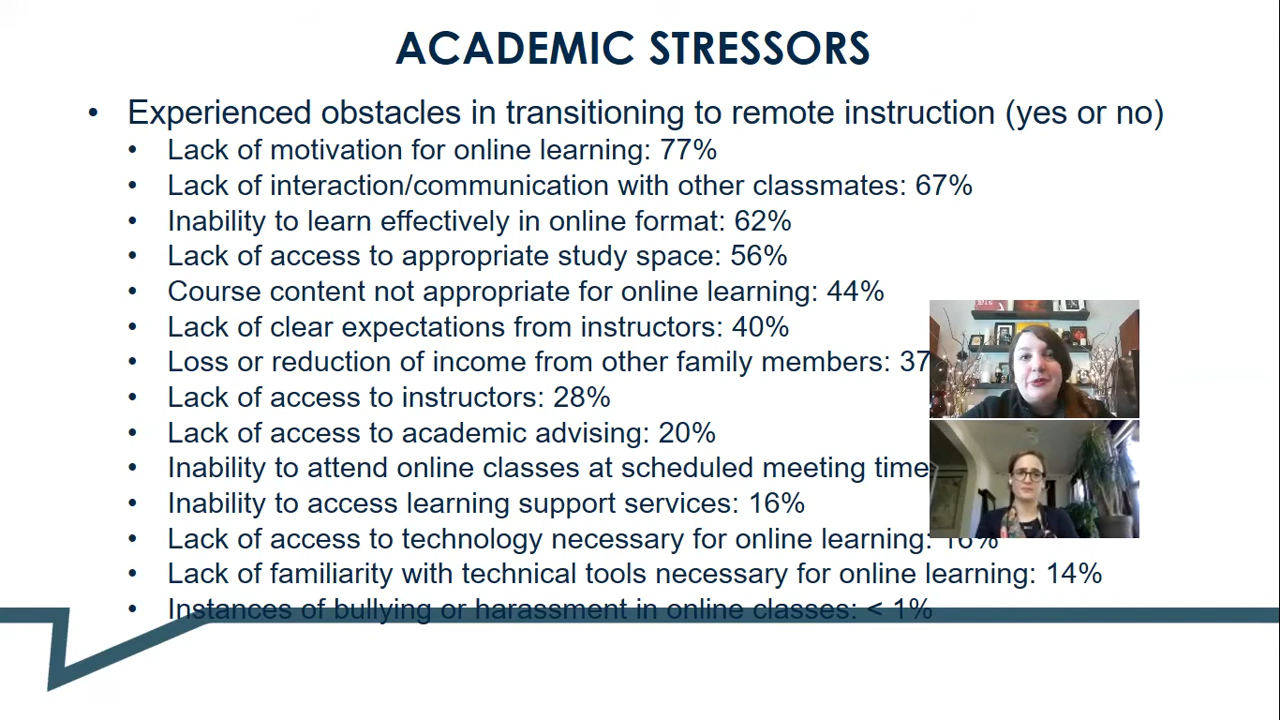 ACADEMIC STRESSORS
• Experienced obstacles in transitioning to remote instruction (yes or no)
• Lack of motivation for online learning: 77%
• Lack of interaction/communication with other classmates: 67%
• Inability to learn effectively in online format: 62%
• Lack of access to appropriate study space: 56%
• Course content not appropriate for online learning: 44%
• Lack of clear expectations from instructors: 40%
• Loss or reduction of income from other family members: 37
• Lack of access to instructors: 28%
• Lack of access to academic advising: 20%
• Inability to attend online classes at scheduled meeting time
• Inability to access learning support services: 16%
• Lack of access to technology necessary for online learning: 16%
• Lack of familiarity with technical tools necessary for online learning: 14%
• Instances of bullying or harassment in online classes: < 1%